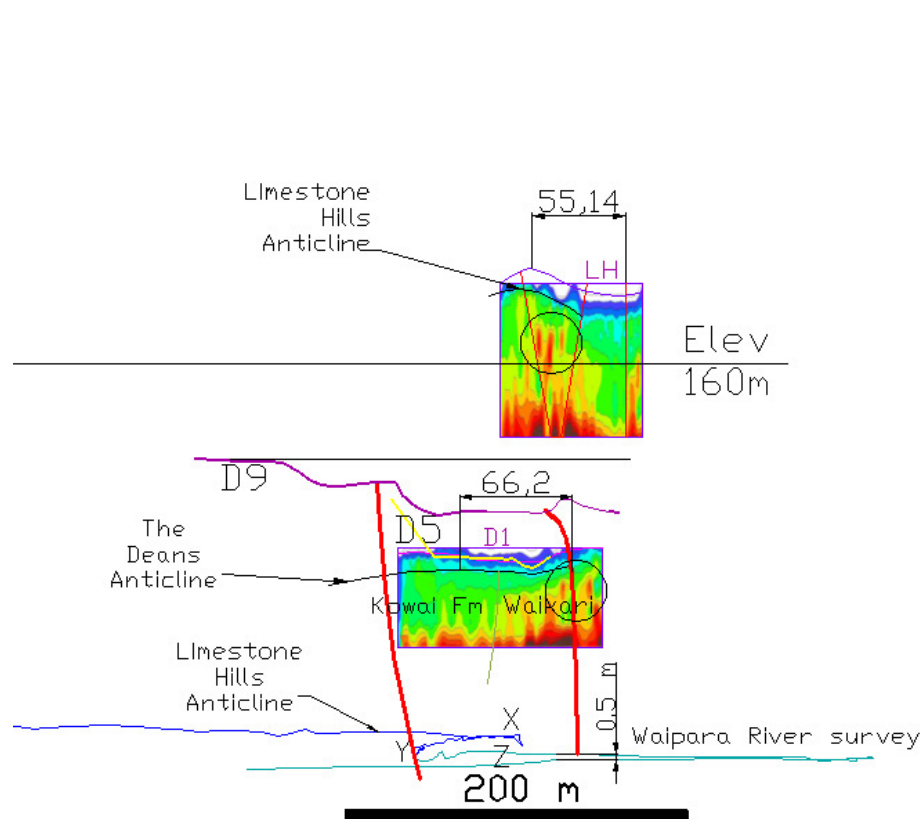 LImestone
Hills
Anticline
55,14
LH
Elev
160m
D9
66,2
D5
D1
The
Deans
Anticline
Kowai Fm Waikari
LImestone
Hills
Anticline
X
Y
Z
0,5 m
Waipara River survey
200 m